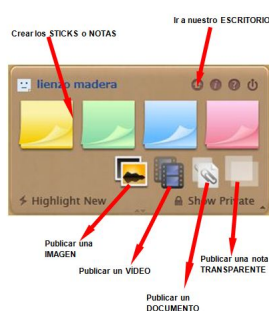 Ir a nuestro ESCRITORIO
Crear los STICKS o NOTAS
lienzo madera
Highlight New
Show Private
Publicar una
IMAGEN
Publicar un VÍDEO
Publicar una nota
TRANSPARENTE
Publicar un
DOCUMENTO